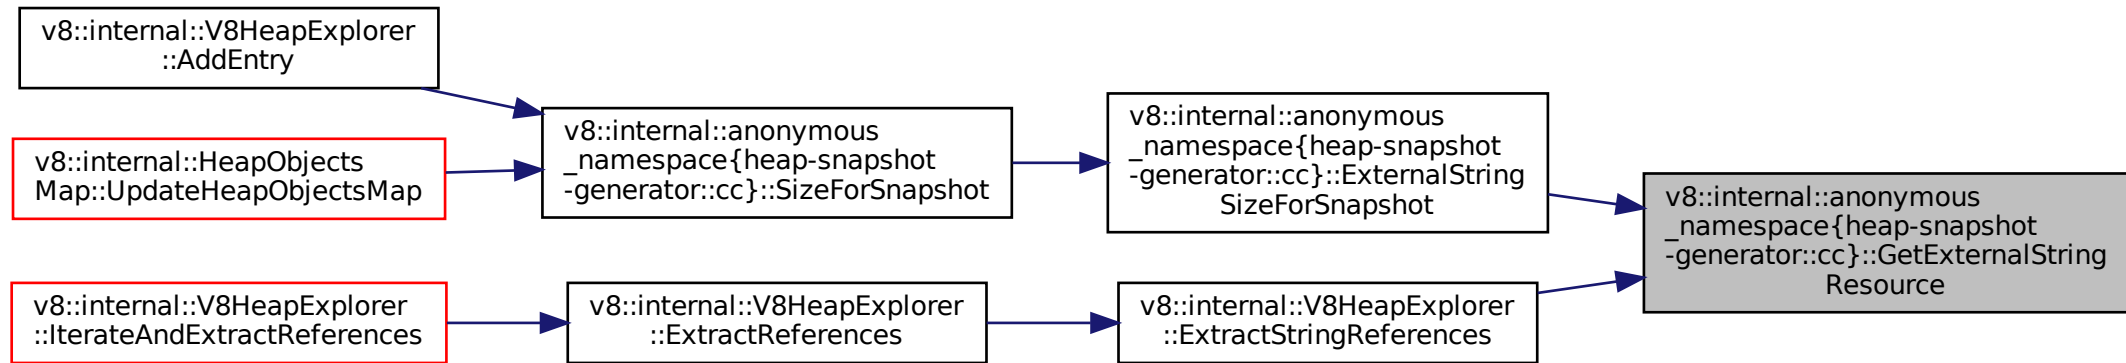 v8::internal::V8HeapExplorer
::AddEntry
v8::internal::HeapObjects
Map::UpdateHeapObjectsMap
v8::internal::anonymous
_namespace{heap-snapshot
-generator::cc}::SizeForSnapshot
v8::internal::anonymous
_namespace{heap-snapshot
-generator::cc}::ExternalString
SizeForSnapshot
v8::internal::anonymous
_namespace{heap-snapshot
-generator::cc}::GetExternalString
Resource
v8::internal::V8HeapExplorer
::IterateAndExtractReferences
v8::internal::V8HeapExplorer
::ExtractReferences
v8::internal::V8HeapExplorer
::ExtractStringReferences